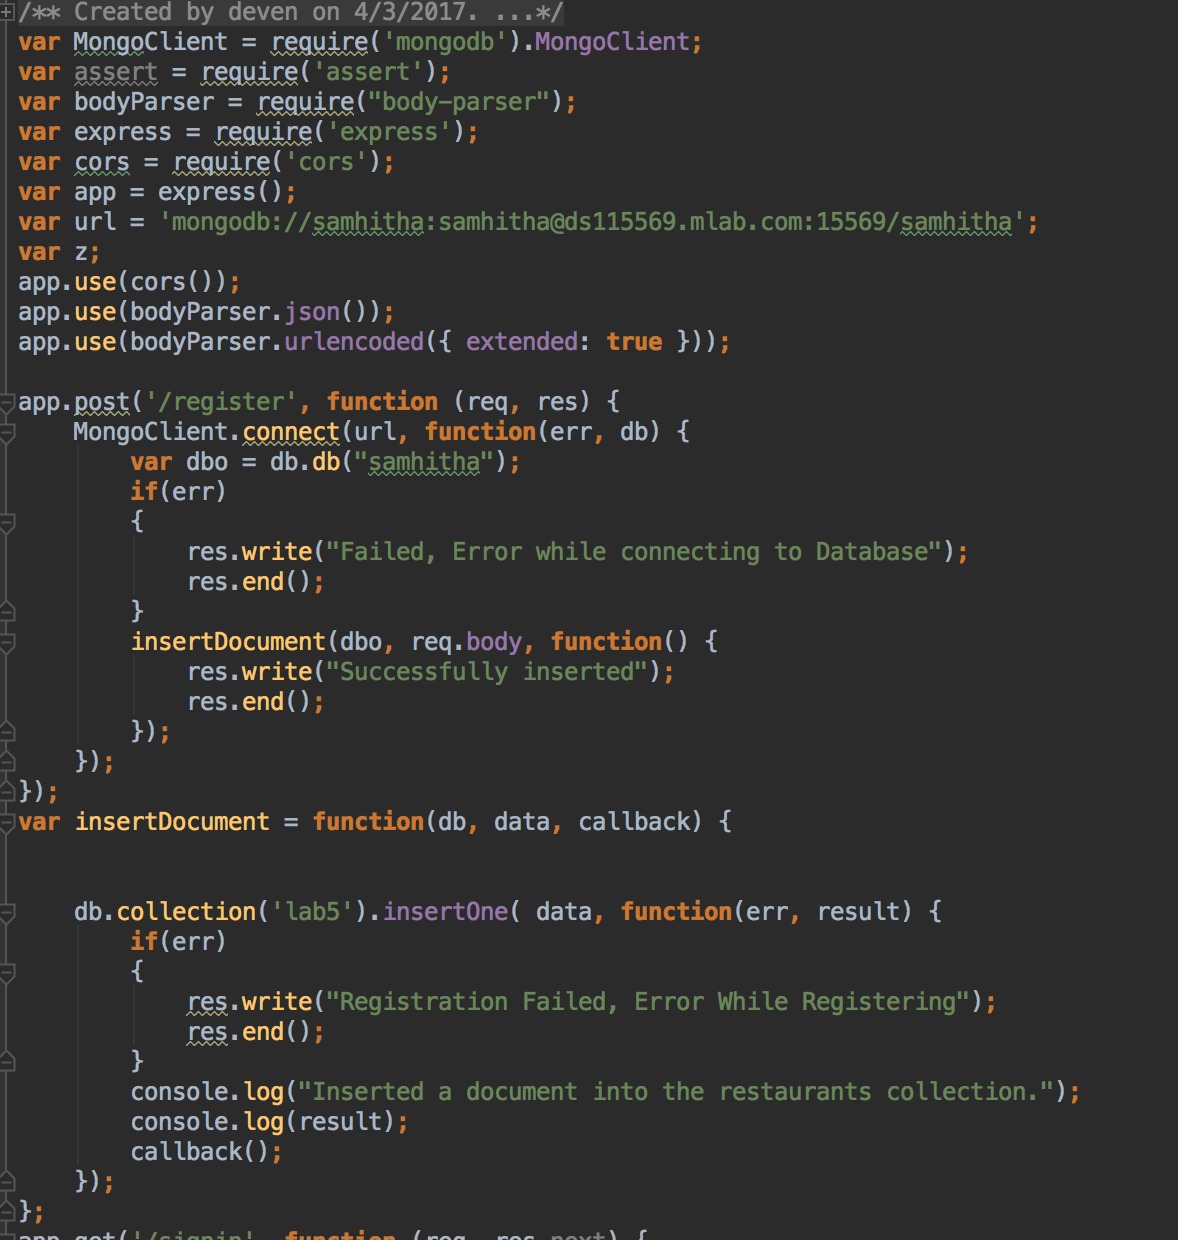 /** Created by deven on 4/3/2017. ...*/
var MongoClient = require('mongodb').MongoClient;
var assert = require('assert');
var bodyParser = require("body-parser");
var express = require('express');
var cors = require('cors');
var app = express();
var url = 'mongodb://samhitha:samhitha@ds115569.mlab.com:15569/samhitha';
var z;
app.use(cors());
app.use(bodyParser.json());
app.use(bodyParser.urlencoded({ extended: true }));
app.post('/register', function (req, res) {
MongoClient.connect(url, function(err, db) {
var dbo = db.db("samhitha");
if(err)
{
res.write("Failed, Error while connecting to Database");
res.end();
}
insertDocument(dbo, req.body, function() {
res.write("Successfully inserted");
res.end();
});
});
});
var insertDocument = function(db, data, callback) {
db.collection('lab5').insertOne( data, function(err, result) {
if(err)
{
res.write("Registration Failed, Error While Registering");
res.end();
}
console.log("Inserted a document into the restaurants collection.");
console.log(result);
callback();
});
};
app.get('/signin', function (req, res,next) {